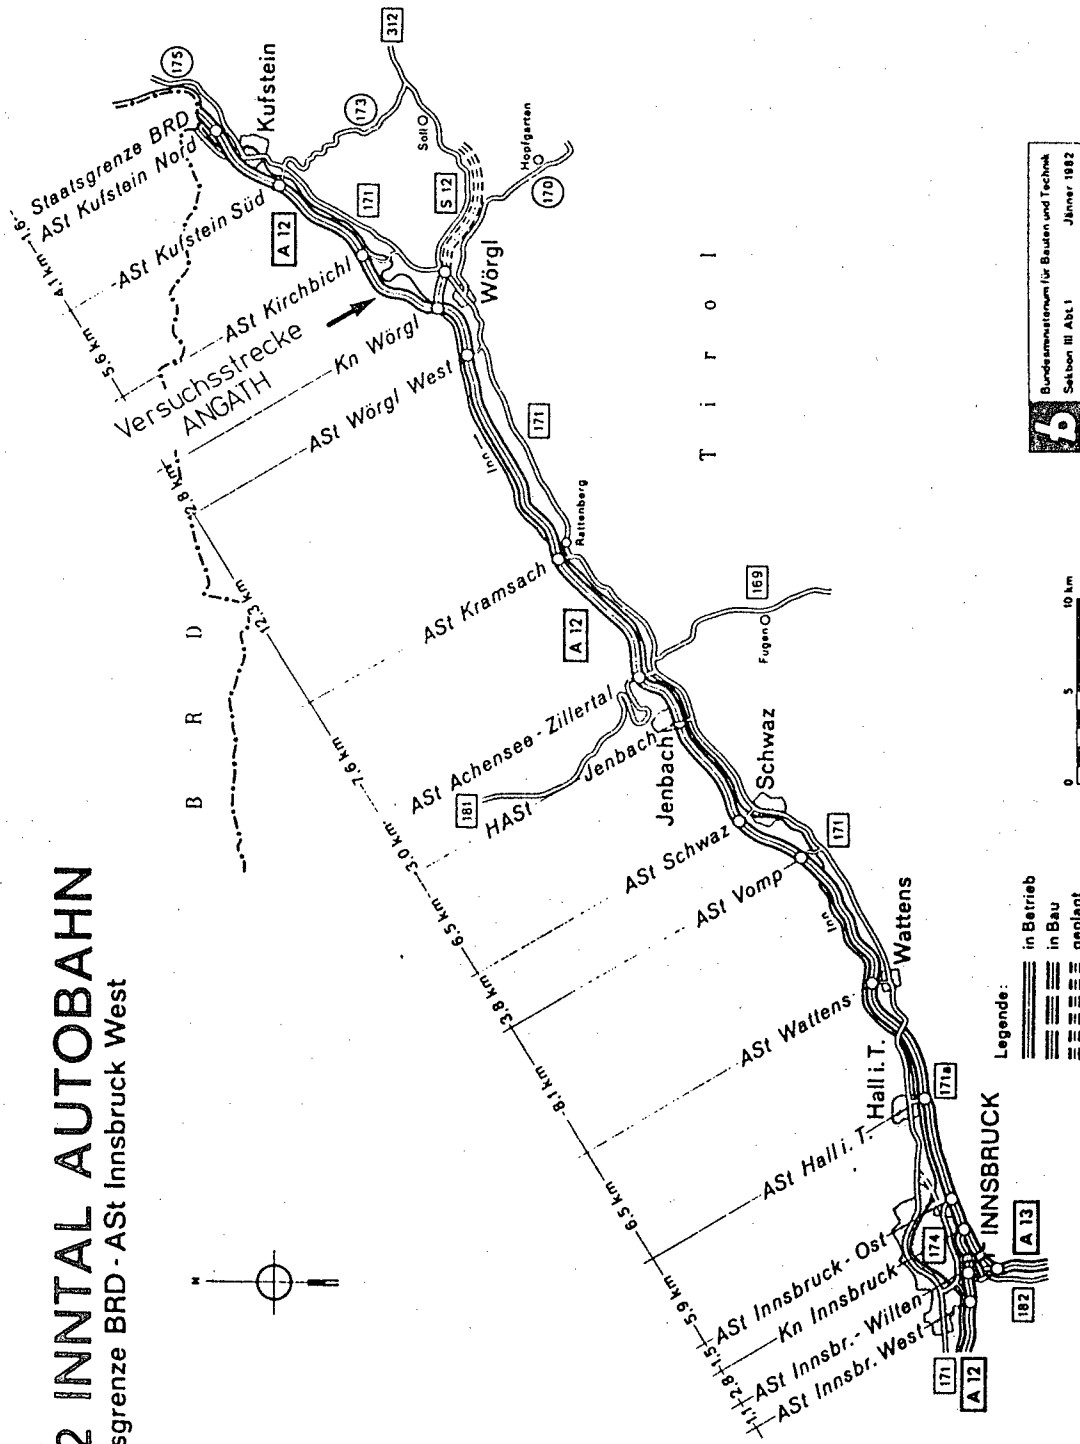 2 INNTAL AUTOBAHN
sgrenze BRD - ASt Innsbruck West
N
B R D
T i r o l
1,6
4,1 km
5,6 km
2,8 km
12,3 km
7,6 km
3,0 km
6,5 km
3,8 km
8,1 km
6,5 km
5,9 km
1,5
2,8
1,1
Staatsgrenze BRD
ASt Kufstein Nord
ASt Kufstein Süd
ASt Kirchbichl
Versuchsstrecke
ANGATH
Kn Wörgl
ASt Wörgl West
ASt Kramsach
ASt Achensee - Zillertal
HASt Jenbach
ASt Schwaz
ASt Vomp
ASt Wattens
ASt Hall i. T.
ASt Innsbruck - Ost
Kn Innsbruck
ASt Innsbr. - Wilten
ASt Innsbr. West
175
Kufstein
312
173
Söll
A 12
171
S 12
Hopfgarten
170
Wörgl
171
Inn
Rattenberg
A 12
169
Fügen
181
Jenbach
Schwaz
171
Inn
Wattens
Hall i. T.
171a
INNSBRUCK
174
A 13
182
171
A 12
Legende:
in Betrieb
in Bau
geplant
0 5 10 km
b
Bundesministerium für Bauten und Technik
Sektion III Abt. 1 Jänner 1982